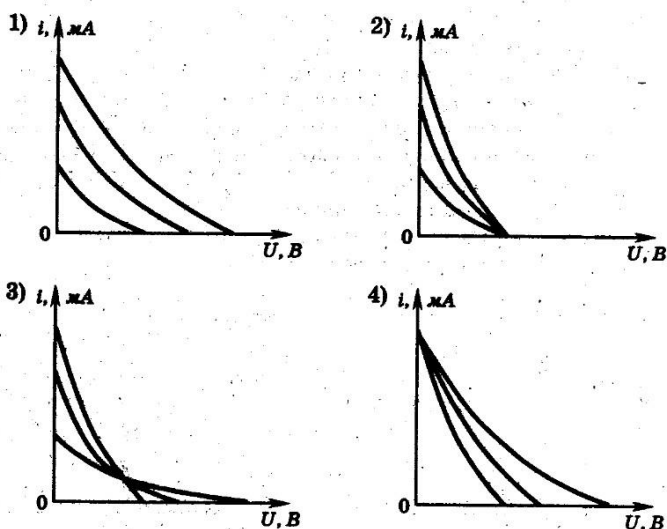 1) i, мА
0
U, В
2) i, мА
0
U, В
3) i, мА
0
U, В
4) i, мА
0
U, В